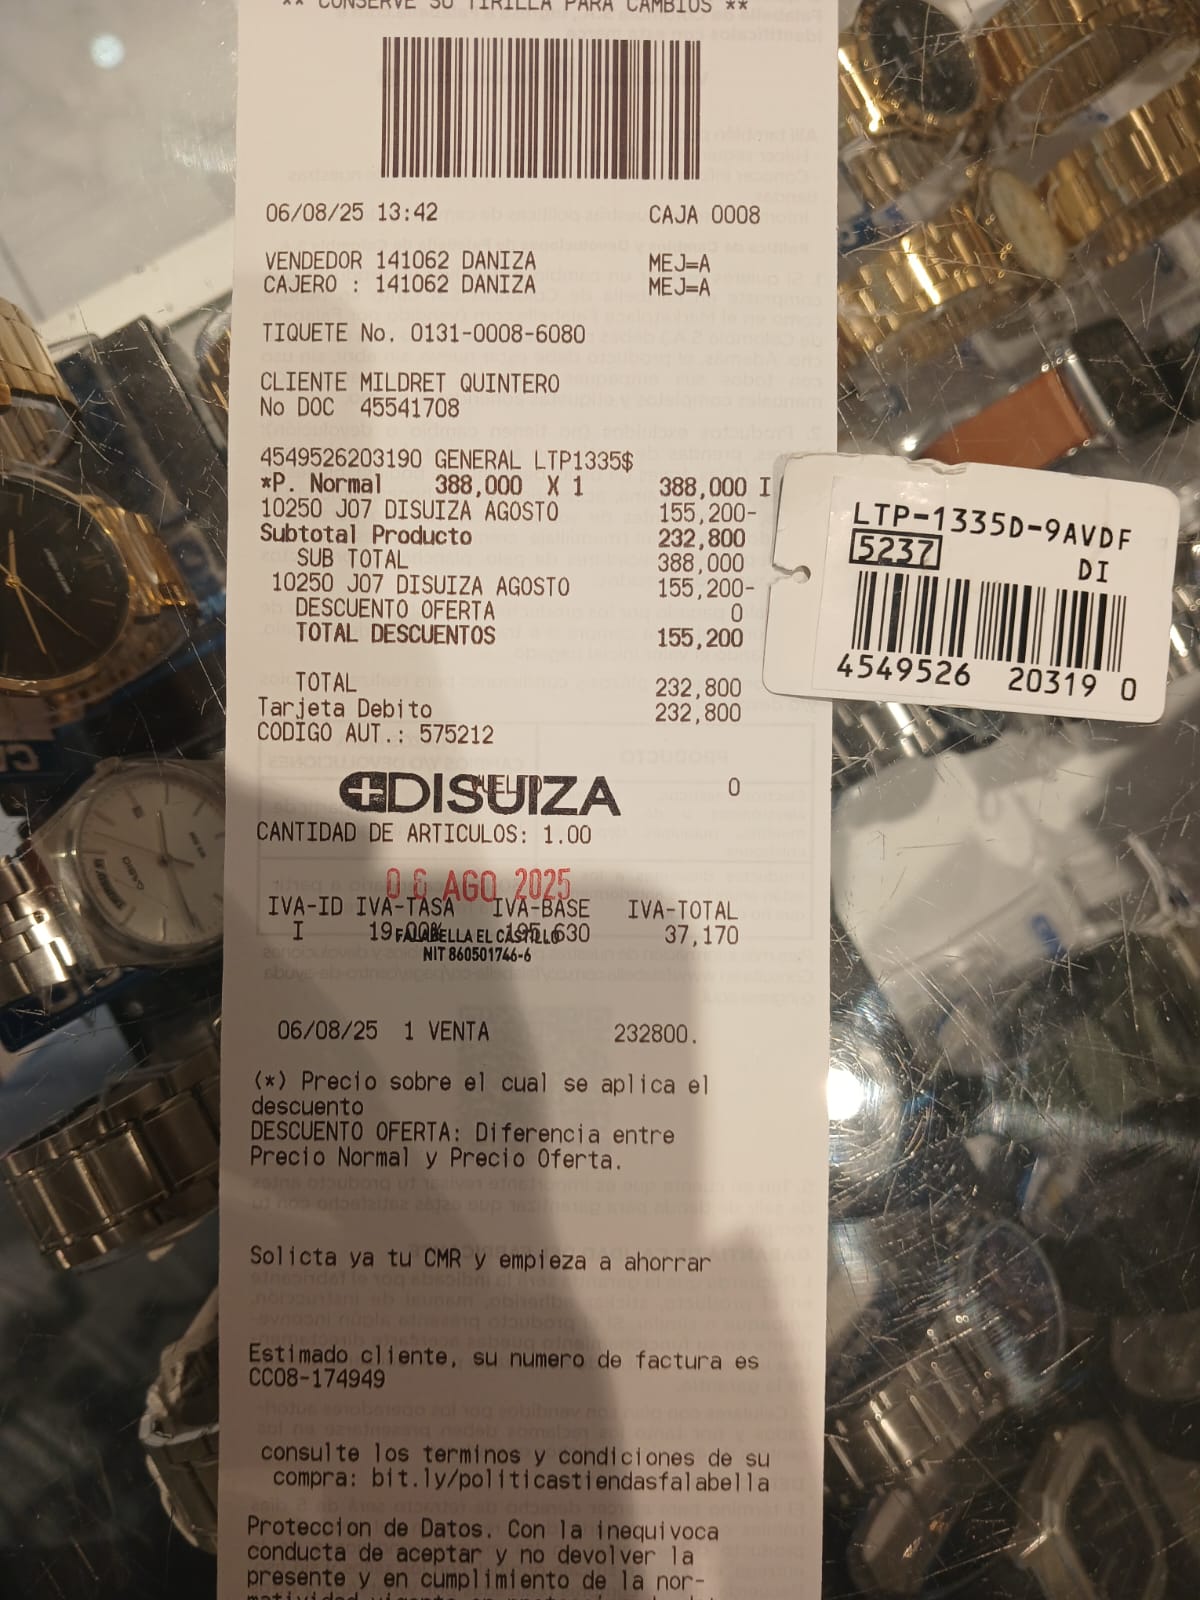 ** CONSERVE SU TIRILLA PARA CAMBIOS **
06/08/25 13:42 CAJA 0008
VENDEDOR 141062 DANIZA MEJ=A
CAJERO : 141062 DANIZA MEJ=A
TIQUETE No. 0131-0008-6080
CLIENTE MILDRET QUINTERO
No DOC 45541708
4549526203190 GENERAL LTP1335$
*P. Normal 388,000 X 1 388,000 I
10250 J07 DISUIZA AGOSTO 155,200-
Subtotal Producto 232,800
SUB TOTAL 388,000
10250 J07 DISUIZA AGOSTO 155,200-
DESCUENTO OFERTA 0
TOTAL DESCUENTOS 155,200
TOTAL 232,800
Tarjeta Debito 232,800
CODIGO AUT.: 575212
DISUIZA
0
CANTIDAD DE ARTICULOS: 1.00
06 AGO 2025
IVA-ID IVA-TASA IVA-BASE IVA-TOTAL
I 19.00% 195,630 37,170
FALABELLA EL CASTILLO
NIT 860501746-6
06/08/25 1 VENTA 232800.
(*) Precio sobre el cual se aplica el
descuento
DESCUENTO OFERTA: Diferencia entre
Precio Normal y Precio Oferta.
Solicta ya tu CMR y empieza a ahorrar
Estimado cliente, su numero de factura es
CC08-174949
consulte los terminos y condiciones de su
compra: bit.ly/politicastiendasfalabella
Proteccion de Datos. Con la inequivoca
conducta de aceptar y no devolver la
presente y en cumplimiento de la nor-
LTP-1335D-9AVDF
5237 DI
4549526 20319 0